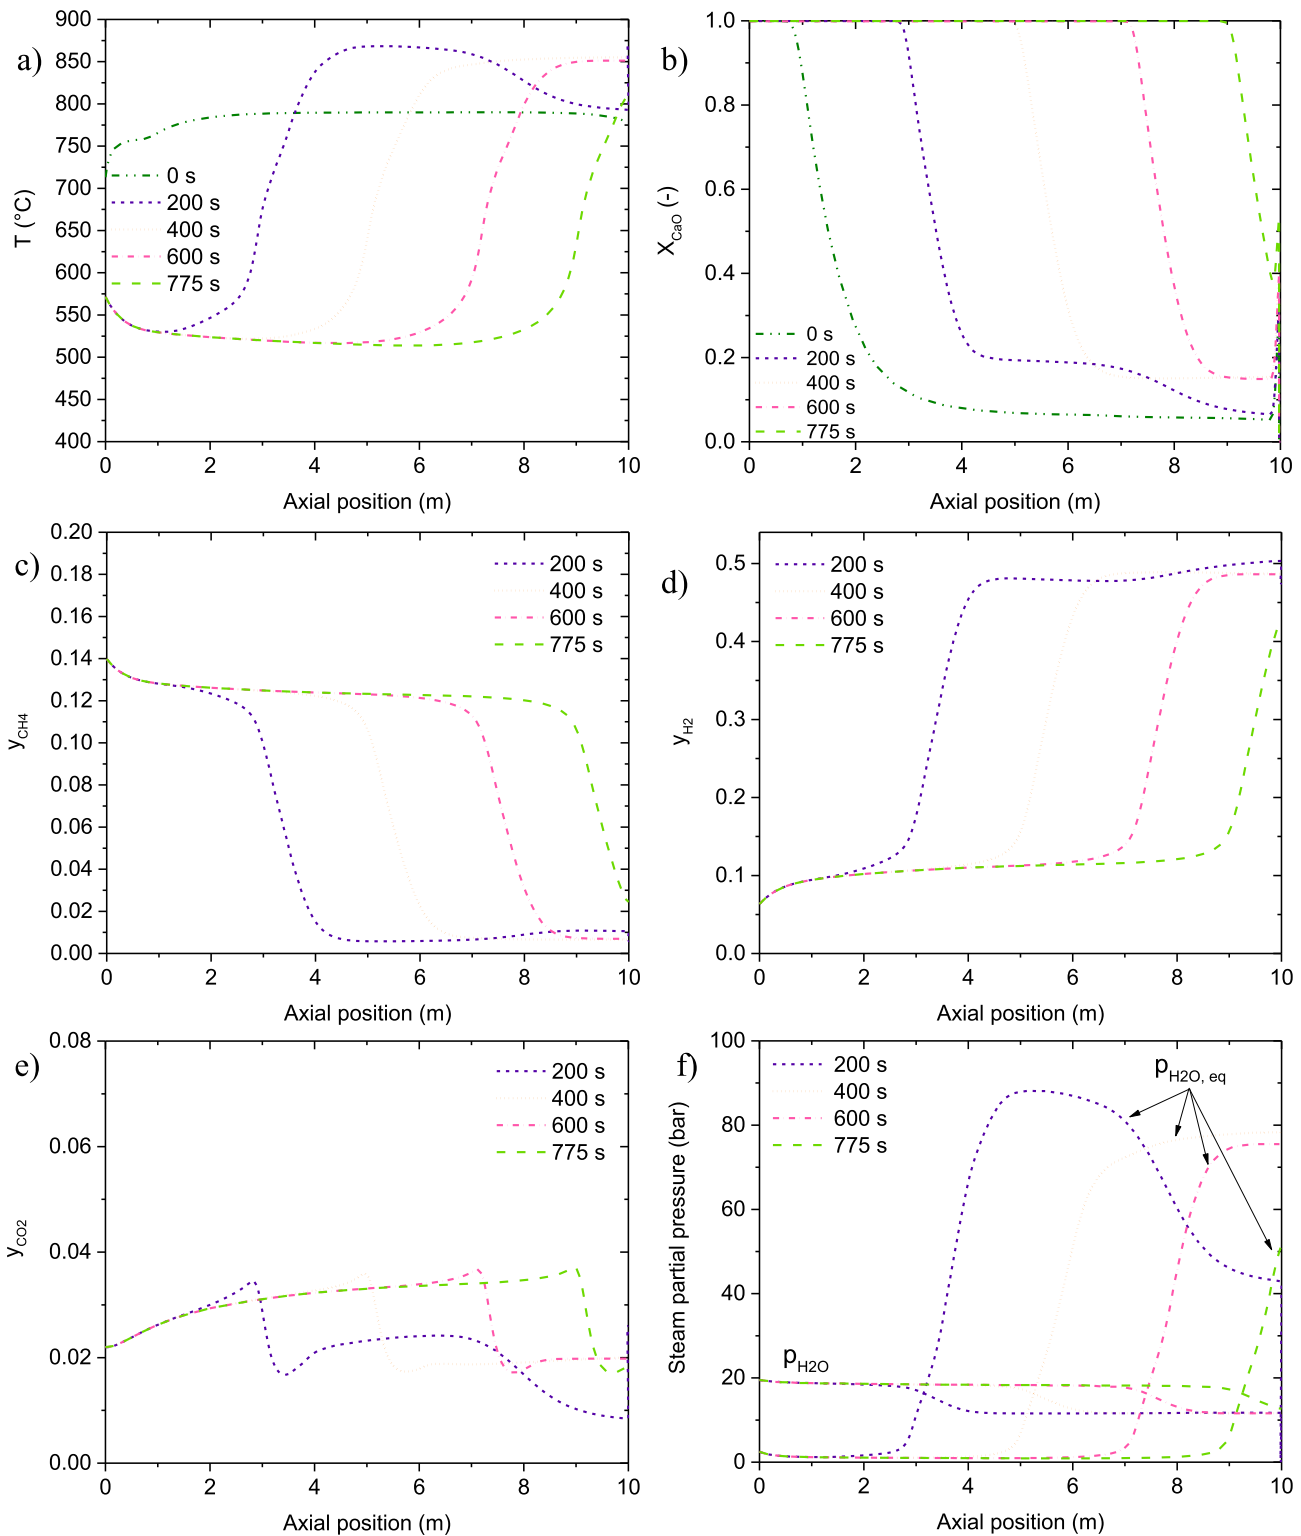 a)
T (°C)
900
850
800
750
700
650
600
550
500
450
400
0 s
200 s
400 s
600 s
775 s
0 2 4 6 8 10
Axial position (m)
b)
X_CaO (-)
1.0
0.8
0.6
0.4
0.2
0.0
0 s
200 s
400 s
600 s
775 s
0 2 4 6 8 10
Axial position (m)
c)
y_CH4
0.20
0.18
0.16
0.14
0.12
0.10
0.08
0.06
0.04
0.02
0.00
200 s
400 s
600 s
775 s
0 2 4 6 8 10
Axial position (m)
d)
y_H2
0.5
0.4
0.3
0.2
0.1
0.0
200 s
400 s
600 s
775 s
0 2 4 6 8 10
Axial position (m)
e)
y_CO2
0.08
0.06
0.04
0.02
0.00
200 s
400 s
600 s
775 s
0 2 4 6 8 10
Axial position (m)
f)
Steam partial pressure (bar)
100
80
60
40
20
0
200 s
400 s
600 s
775 s
p_H2O, eq
p_H2O
0 2 4 6 8 10
Axial position (m)